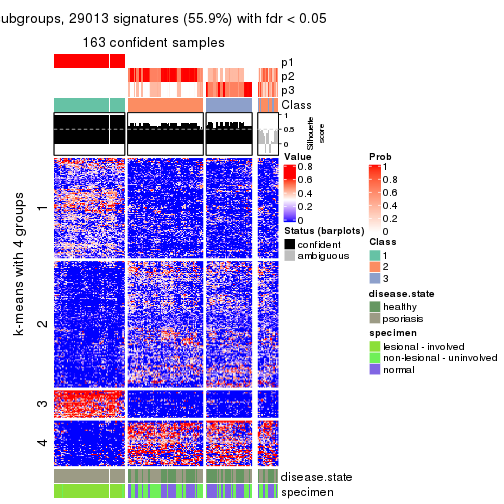 ubgroups, 29013 signatures (55.9%) with fdr < 0.05
163 confident samples
p1
p2
p3
Class
1
0.5
0
Silhouette
score
k-means with 4 groups
1
2
3
4
Value
0.8
0.6
0.4
0.2
0
Status (barplots)
confident
ambiguous
Prob
1
0.8
0.6
0.4
0.2
0
Class
1
2
3
disease.state
healthy
psoriasis
specimen
lesional - involved
non-lesional - uninvolved
normal
disease.state
specimen